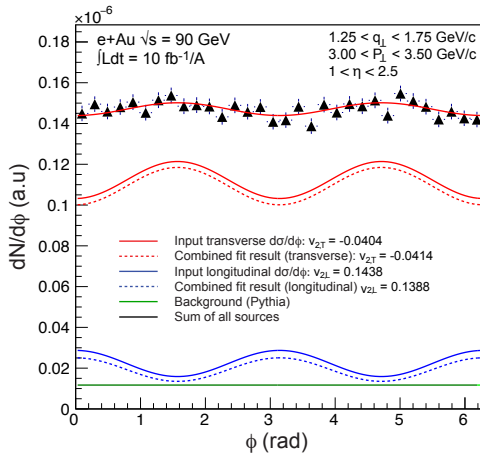 ×10⁻⁶
e+Au √s = 90 GeV
∫Ldt = 10 fb⁻¹/A
1.25 < q⊥ < 1.75 GeV/c
3.00 < P⊥ < 3.50 GeV/c
1 < η < 2.5
dN/dϕ (a.u)
0.18
0.16
0.14
0.12
0.1
0.08
0.06
0.04
0.02
0
Input transverse dσ/dϕ: v2,T = -0.0404
Combined fit result (transverse): v2,T = -0.0414
Input longitudinal dσ/dϕ: v2L = 0.1438
Combined fit result (longitudinal) v2L = 0.1388
Background (Pythia)
Sum of all sources
0 1 2 3 4 5 6
ϕ (rad)